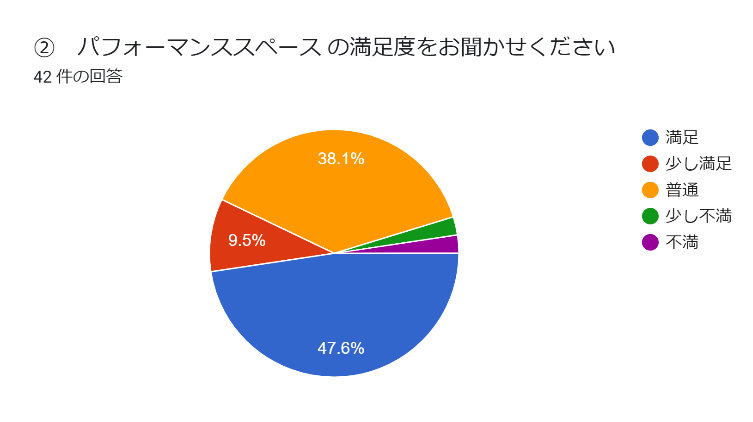 ② パフォーマンススペース の満足度をお聞かせください
42 件の回答
38.1%
9.5%
47.6%
満足
少し満足
普通
少し不満
不満